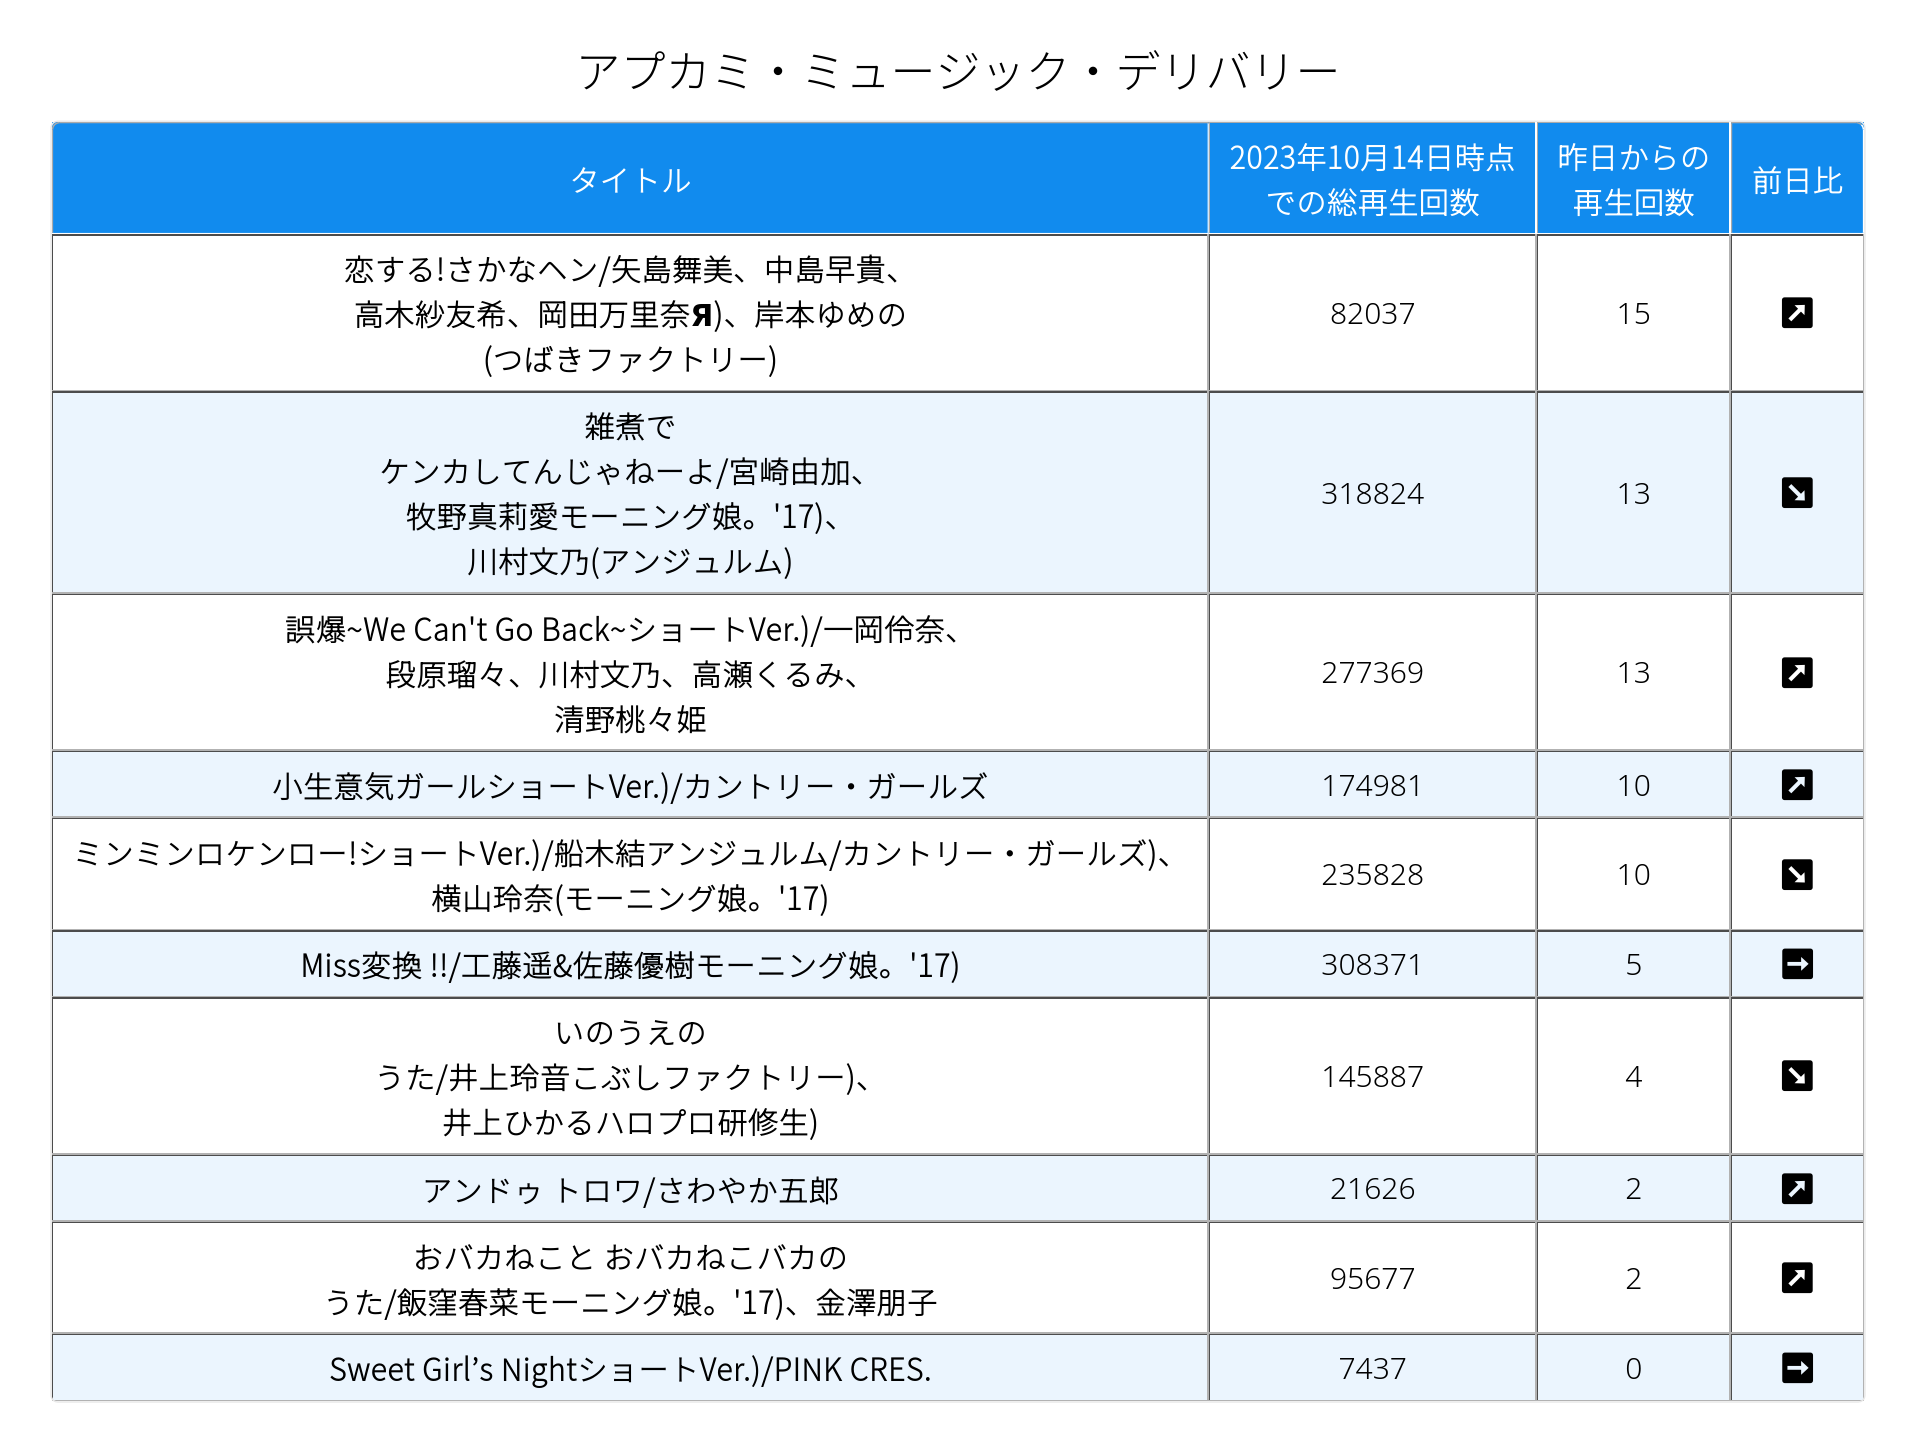 アプカミ・ミュージック・デリバリー
タイトル
2023年10月14日時点
での総再生回数
昨日からの
再生回数
前日比
恋する!さかなヘン/矢島舞美、中島早貴、
高木紗友希、岡田万里奈Я)、岸本ゆめの
(つばきファクトリー)
82037
15
↗
雑煮で
ケンカしてんじゃねーよ/宮崎由加、
牧野真莉愛モーニング娘。'17)、
川村文乃(アンジュルム)
318824
13
↘
誤爆~We Can't Go Back~ショートVer.)/一岡伶奈、
段原瑠々、川村文乃、高瀬くるみ、
清野桃々姫
277369
13
↗
小生意気ガールショートVer.)/カントリー・ガールズ
174981
10
↗
ミンミンロケンロー!ショートVer.)/船木結アンジュルム/カントリー・ガールズ)、
横山玲奈(モーニング娘。'17)
235828
10
↘
Miss変換 !!/工藤遥&佐藤優樹モーニング娘。'17)
308371
5
→
いのうえの
うた/井上玲音こぶしファクトリー)、
井上ひかるハロプロ研修生)
145887
4
↘
アンドゥ トロワ/さわやか五郎
21626
2
↗
おバカねこと おバカねこバカの
うた/飯窪春菜モーニング娘。'17)、金澤朋子
95677
2
↗
Sweet Girl’s NightショートVer.)/PINK CRES.
7437
0
→